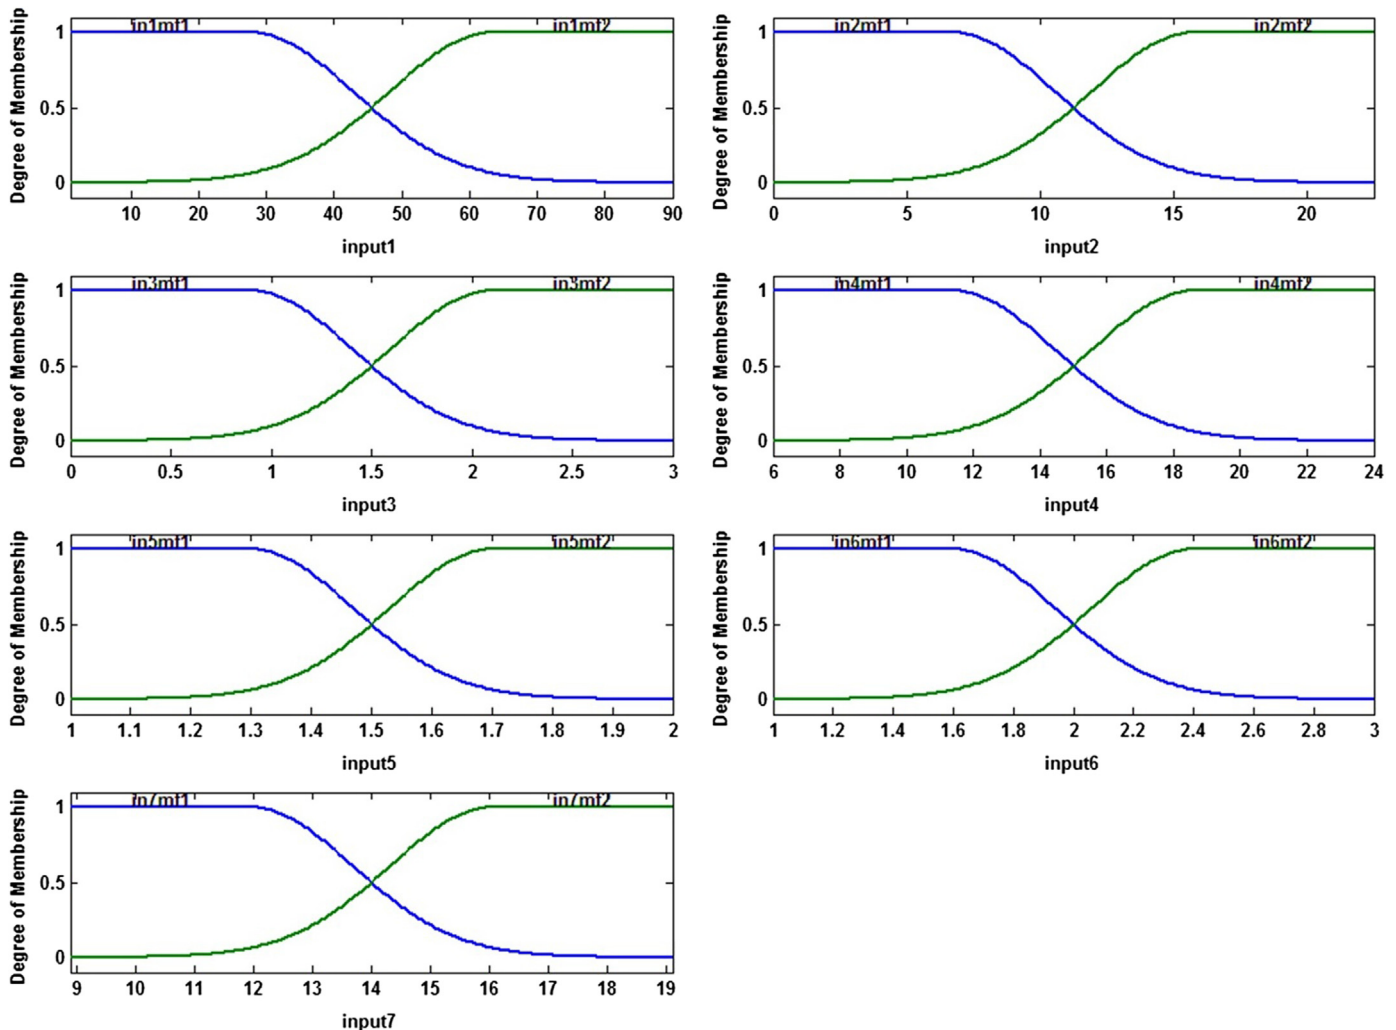 in1mf1 in1mf2
Degree of Membership
1
0.5
0
10 20 30 40 50 60 70 80 90
input1
in2mf1 in2mf2
Degree of Membership
1
0.5
0
0 5 10 15 20
input2
in3mf1 in3mf2
Degree of Membership
1
0.5
0
0 0.5 1 1.5 2 2.5 3
input3
in4mf1 in4mf2
Degree of Membership
1
0.5
0
6 8 10 12 14 16 18 20 22 24
input4
in5mf1 in5mf2
Degree of Membership
1
0.5
0
1 1.1 1.2 1.3 1.4 1.5 1.6 1.7 1.8 1.9 2
input5
in6mf1 in6mf2
Degree of Membership
1
0.5
0
1 1.2 1.4 1.6 1.8 2 2.2 2.4 2.6 2.8 3
input6
in7mf1 in7mf2
Degree of Membership
1
0.5
0
9 10 11 12 13 14 15 16 17 18 19
input7